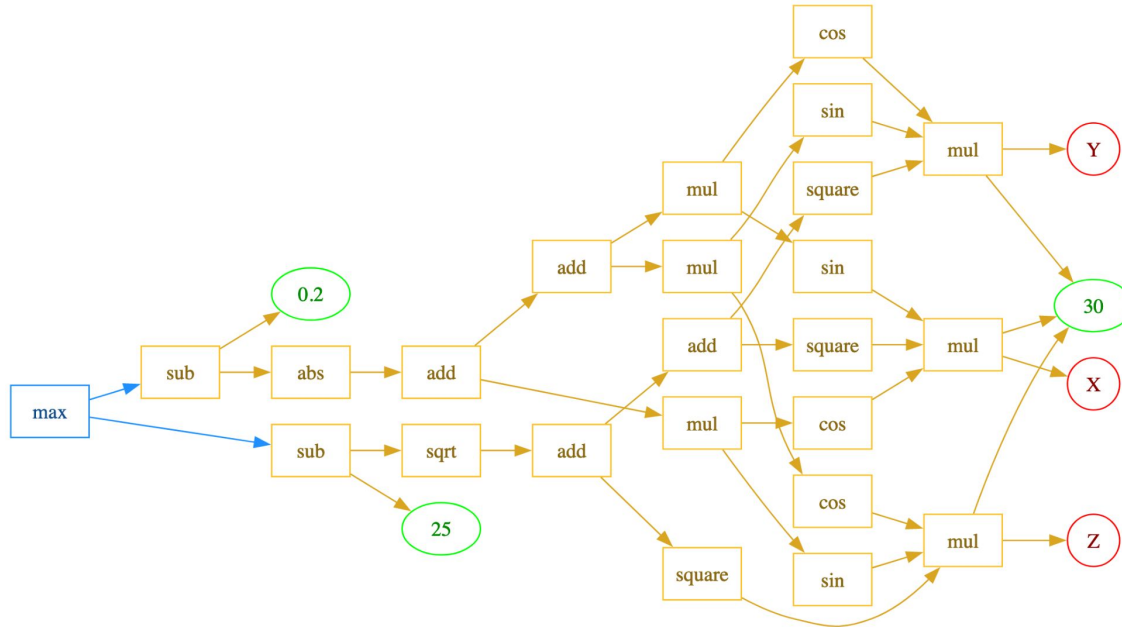 cos
sin
mul
Y
mul
square
add
mul
sin
0.2
30
add
square
mul
sub
abs
add
X
max
mul
cos
sub
sqrt
add
cos
25
mul
Z
square
sin